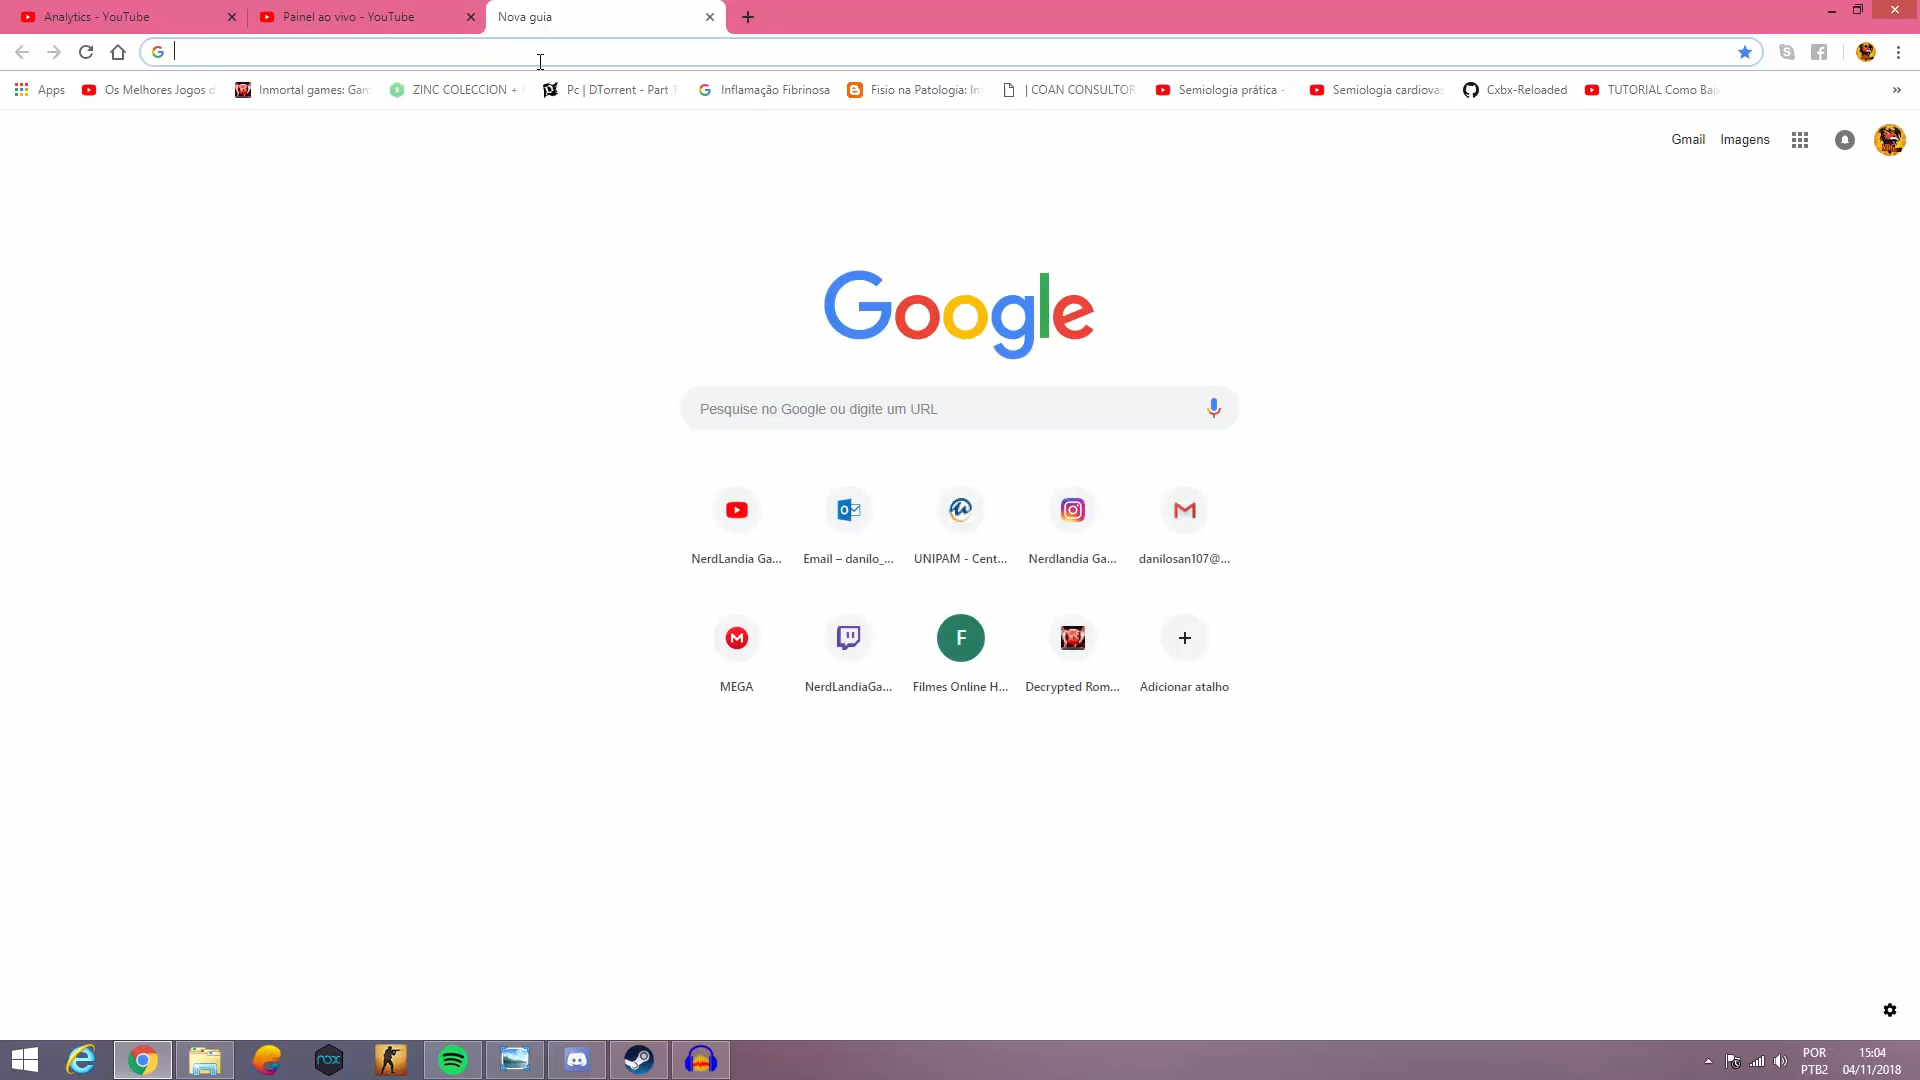 Analytics - YouTube
Painel ao vivo - YouTube
Nova guia
Apps
Os Melhores Jogos d
Inmortal games: Gam
ZINC COLECCION +
Pc | DTorrent - Part
Inflamação Fibrinosa
Fisio na Patologia: In
| COAN CONSULTOR
Semiologia prática -
Semiologia cardiovas
Cxbx-Reloaded
TUTORIAL Como Baix
»
Gmail
Imagens
Google
Pesquise no Google ou digite um URL
NerdLandia Ga...
Email – danilo_...
UNIPAM - Cent...
Nerdlandia Ga...
danilosan107@...
F
MEGA
NerdLandiaGa...
Filmes Online H...
Decrypted Rom...
Adicionar atalho
nox
POR
PTB2
15:04
04/11/2018